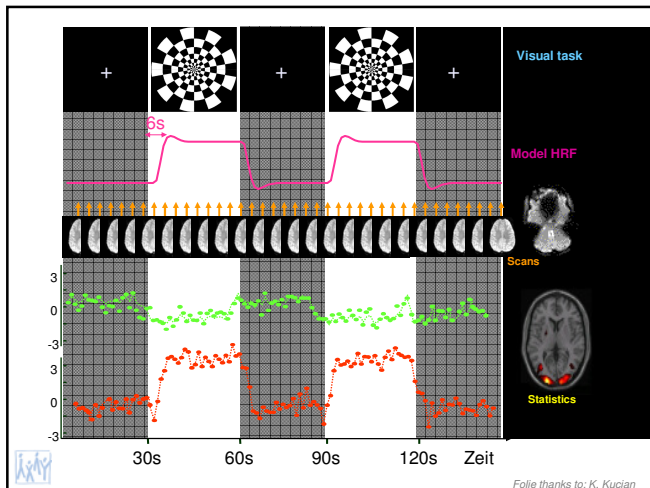 Visual task
6s
Model HRF
Scans
3
0
-3
3
0
-3
Statistics
30s 60s 90s 120s Zeit
Folie thanks to: K. Kucian